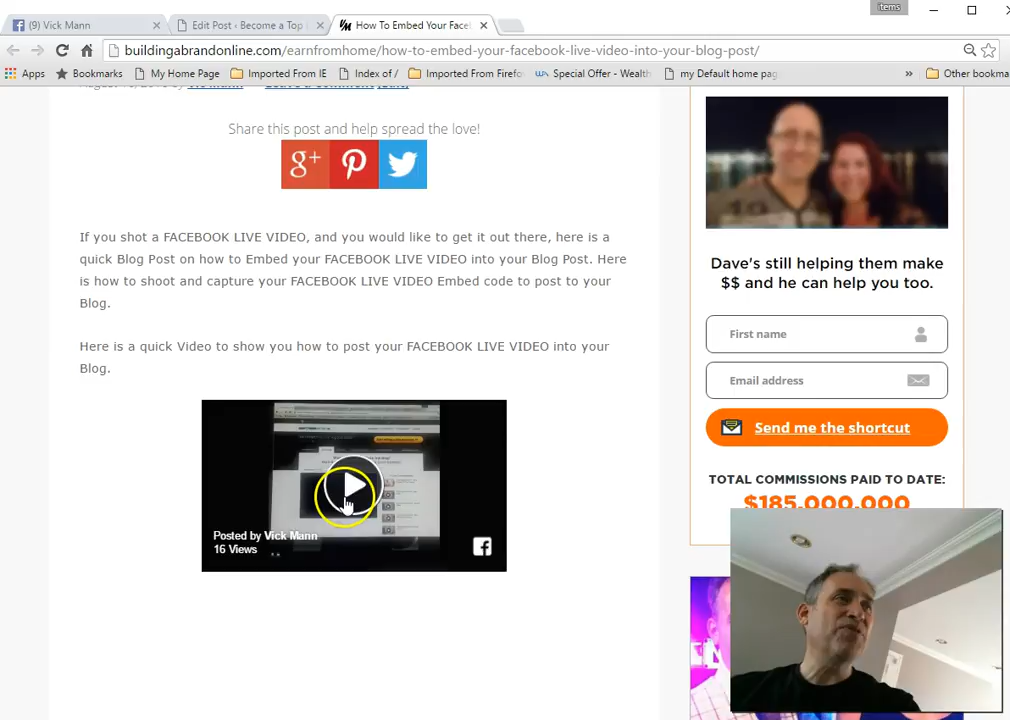 items
(9) Vick Mann
Edit Post ‹ Become a Top
How To Embed Your Face
buildingabrandonline.com/earnfromhome/how-to-embed-your-facebook-live-video-into-your-blog-post/
Apps
Bookmarks
My Home Page
Imported From IE
Index of /
Imported From Firefo
Special Offer - Wealth
my Default home pag
»
Other bookma
Share this post and help spread the love!
g+
If you shot a FACEBOOK LIVE VIDEO, and you would like to get it out there, here is a
quick Blog Post on how to Embed your FACEBOOK LIVE VIDEO into your Blog Post. Here
is how to shoot and capture your FACEBOOK LIVE VIDEO Embed code to post to your
Blog.
Here is a quick Video to show you how to post your FACEBOOK LIVE VIDEO into your
Blog.
Posted by Vick Mann
16 Views
Dave's still helping them make
$$ and he can help you too.
First name
Email address
Send me the shortcut
TOTAL COMMISSIONS PAID TO DATE:
$185,000,000